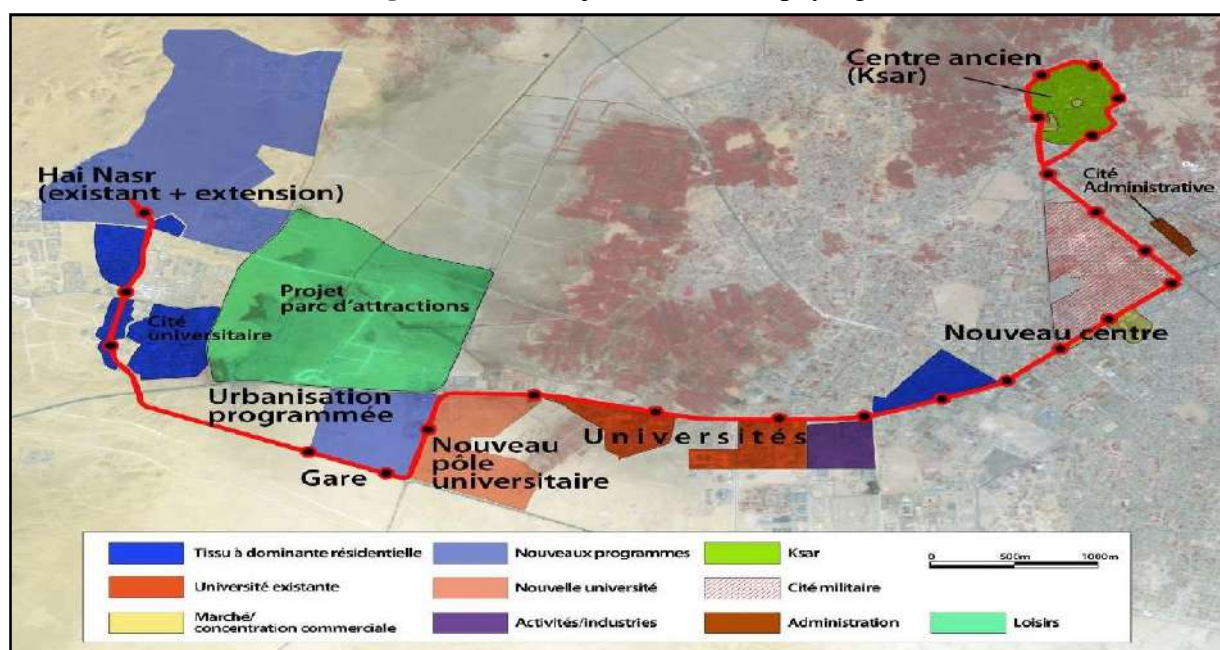 Centre ancien
(Ksar)
Hai Nasr
(existant + extension)
Cité
Administrative
Projet
parc d'attractions
Cité
universitaire
Nouveau centre
Urbanisation
programmée
Universités
Nouveau
pôle
universitaire
Gare
Tissu à dominante résidentielle
Nouveaux programmes
Ksar
0 500m 1000m
Université existante
Nouvelle université
Cité militaire
Marché/
concentration commerciale
Activités/industries
Administration
Loisirs